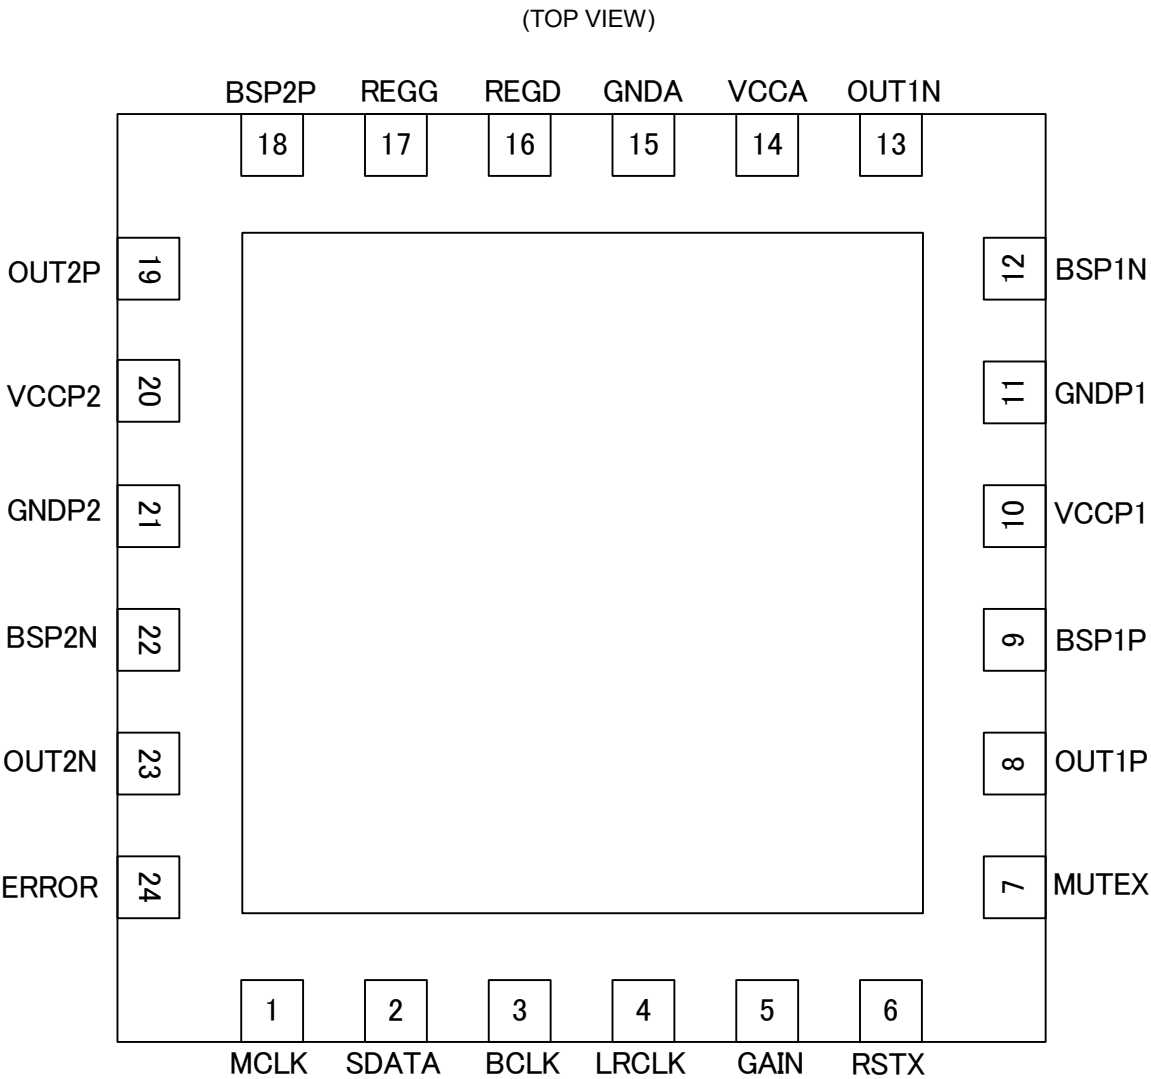 (TOP VIEW)
BSP2P REGG REGD GNDA VCCA OUT1N
18 17 16 15 14 13
OUT2P 19 12 BSP1N
VCCP2 20 11 GNDP1
GNDP2 21 10 VCCP1
BSP2N 22 9 BSP1P
OUT2N 23 8 OUT1P
ERROR 24 7 MUTEX
1 2 3 4 5 6
MCLK SDATA BCLK LRCLK GAIN RSTX